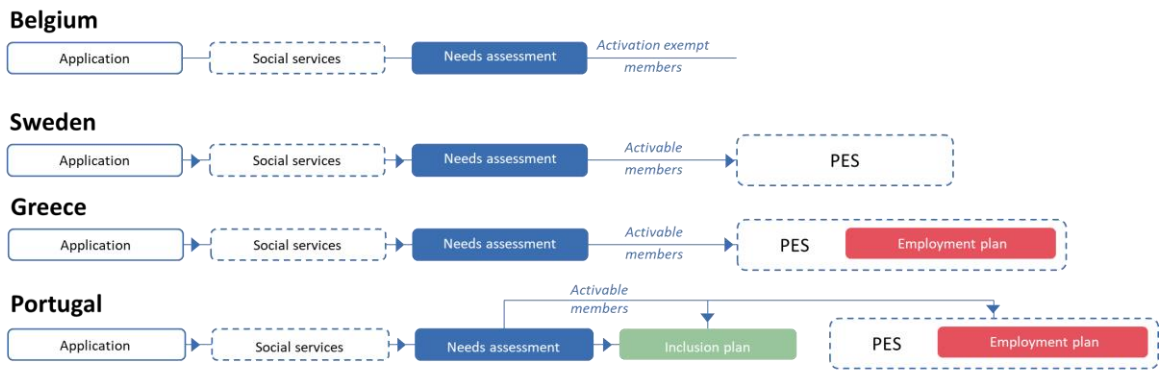 Belgium
Application
Social services
Needs assessment
Activation exempt
members
Sweden
Application
Social services
Needs assessment
Activable
members
PES
Greece
Application
Social services
Needs assessment
Activable
members
PES
Employment plan
Portugal
Activable
members
Application
Social services
Needs assessment
Inclusion plan
PES
Employment plan